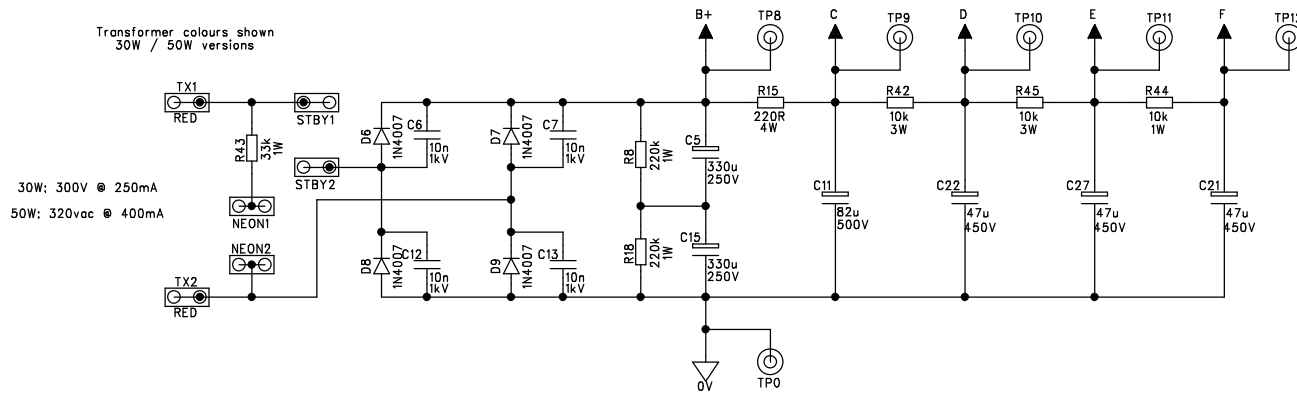 Transformer colours shown
30W / 50W versions
B+
TP8
C
TP9
D
TP10
E
TP11
F
TP12
TX1
RED
STBY1
R43
33k
1W
STBY2
D6
1N4007
C6
10n
1kV
D7
1N4007
C7
10n
1kV
R8
220k
1W
C5
330u
250V
R15
220R
4W
R42
10k
3W
R45
10k
3W
R44
10k
1W
30W; 300V @ 250mA
50W; 320vac @ 400mA
NEON1
NEON2
C11
82u
500V
C22
47u
450V
C27
47u
450V
C21
47u
450V
TX2
RED
D8
1N4007
C12
10n
1kV
D9
1N4007
C13
10n
1kV
R18
220k
1W
C15
330u
250V
0V
TP0